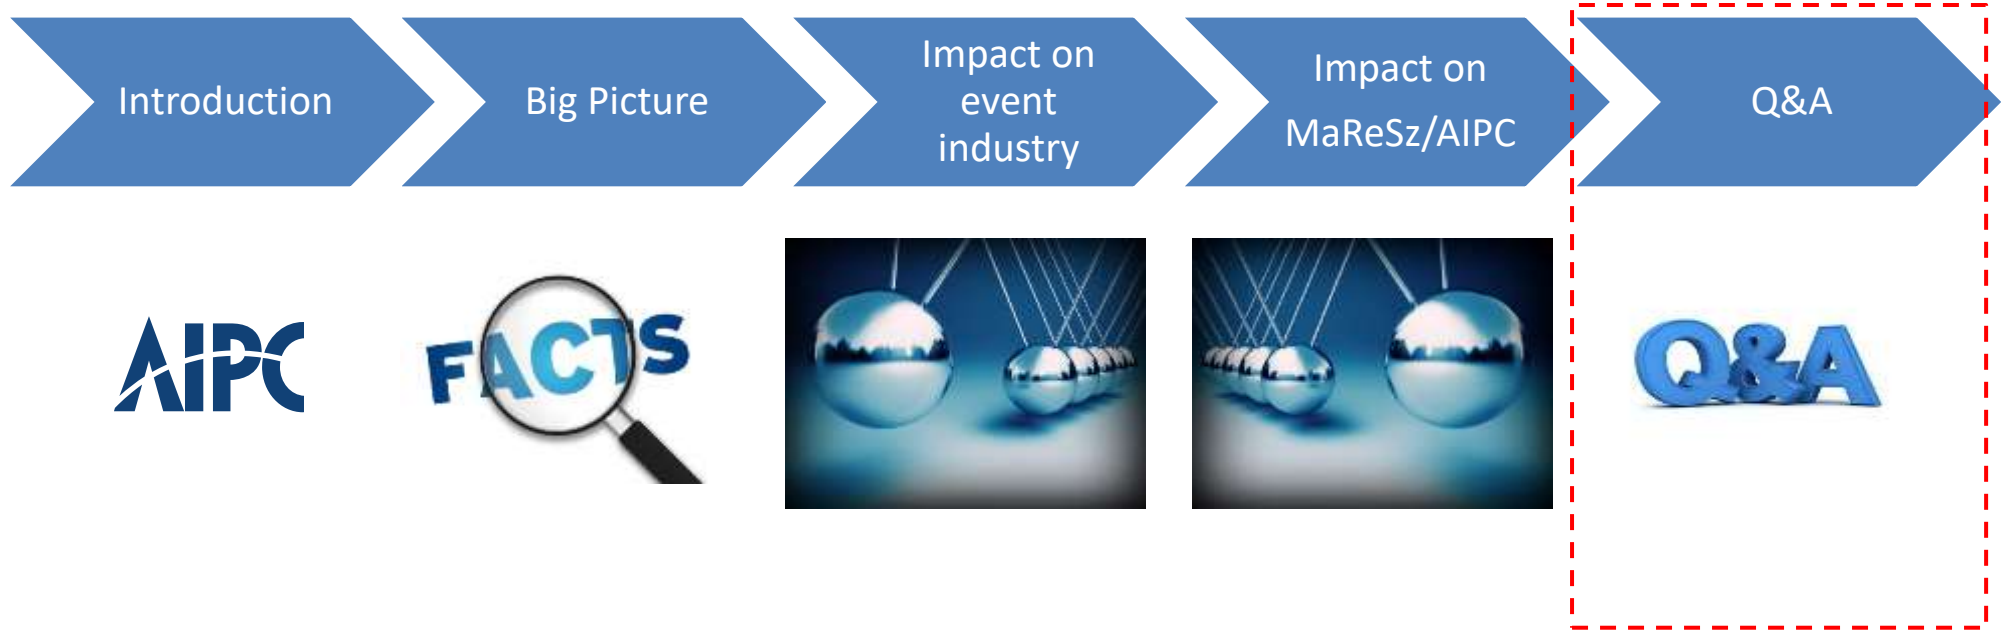 Introduction
Big Picture
Impact on
event
industry
Impact on
MaReSz/AIPC
Q&A
AIPC
FACTS
Q&A